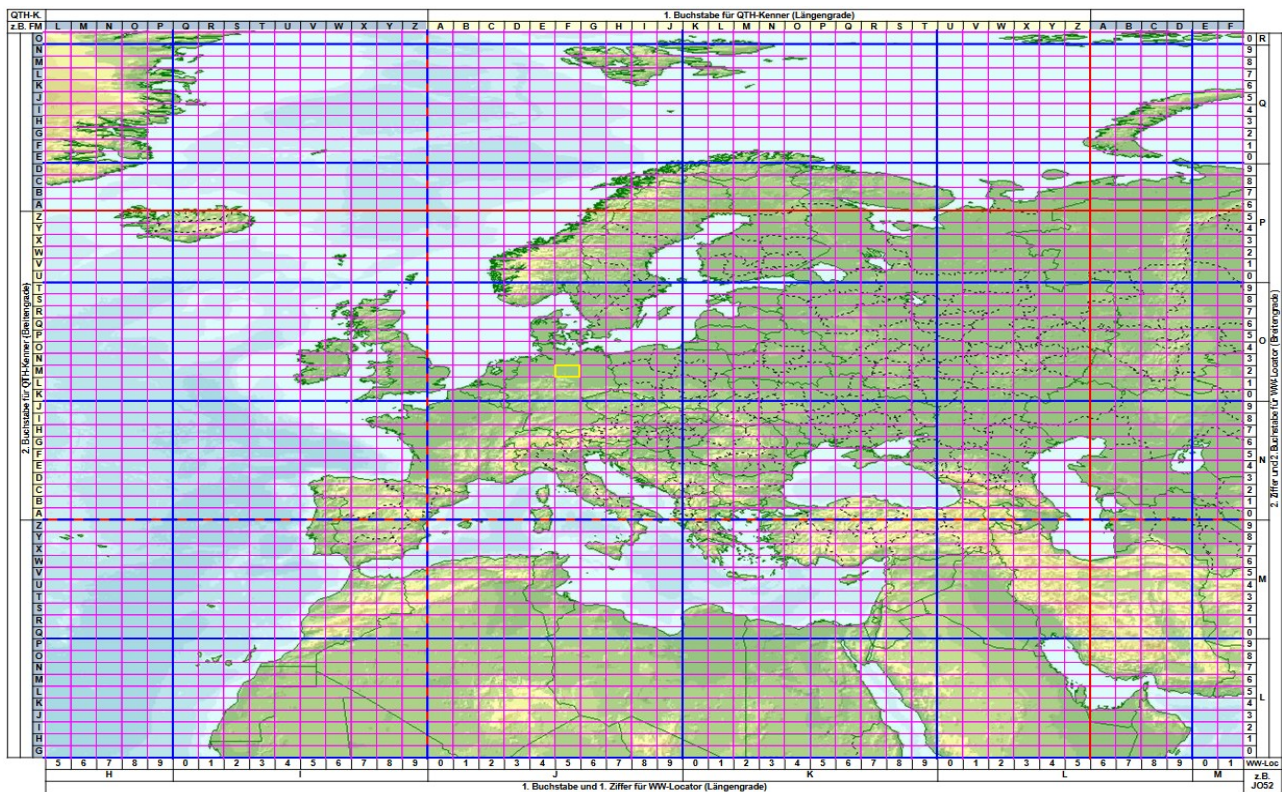 QTH-K. 1. Buchstabe für QTH-Kenner (Längengrade)
z.B. FM L M N O P Q R S T U V W X Y Z A B C D E F G H I J K L M N O P Q R S T U V W X Y Z A B C D E F
2. Buchstabe für QTH-Kenner (Breitengrade)
O
N
M
L
K
J
I
H
G
F
E
D
C
B
A
Z
Y
X
W
V
U
T
S
R
Q
P
O
N
M
L
K
J
I
H
G
F
E
D
C
B
A
Z
Y
X
W
V
U
T
S
R
Q
P
O
N
M
L
K
J
I
H
G
0 R
9
8
7
6
5 Q
4
3
2
1
0
9
8
7
6
5 P
4
3
2
1
0
9
8
7
6
5 O
4
3
2
1
0
9
8
7
6
5 N
4
3
2
1
0
9
8
7
6
5 M
4
3
2
1
0
9
8
7
6
5 L
4
3
2
1
0
2. Ziffer und 2. Buchstabe für WW-Locator (Breitengrade)
5 6 7 8 9 0 1 2 3 4 5 6 7 8 9 0 1 2 3 4 5 6 7 8 9 0 1 2 3 4 5 6 7 8 9 0 1 2 3 4 5 6 7 8 9 0 1 WW-Loc
H I J K L M z.B.
1. Buchstabe und 1. Ziffer für WW-Locator (Längengrade) JO52